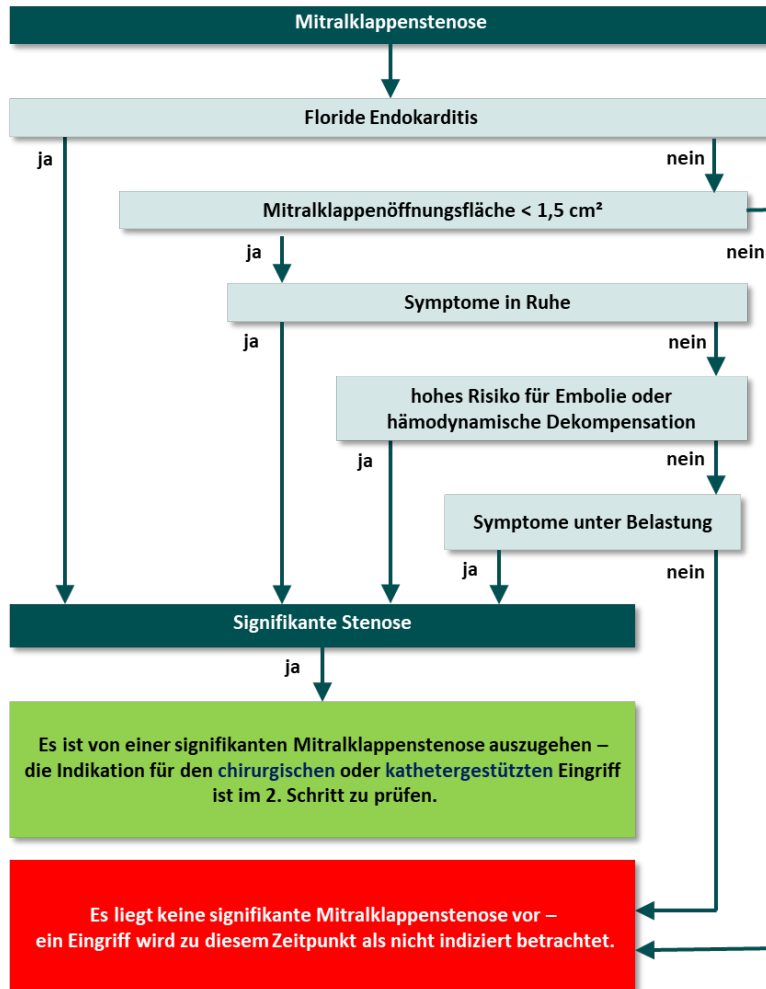 Mitralklappenstenose
Floride Endokarditis
ja
nein
Mitralklappenöffnungsfläche < 1,5 cm²
ja
nein
Symptome in Ruhe
ja
nein
hohes Risiko für Embolie oder
hämodynamische Dekompensation
ja
nein
Symptome unter Belastung
ja
nein
Signifikante Stenose
ja
Es ist von einer signifikanten Mitralklappenstenose auszugehen –
die Indikation für den chirurgischen oder kathetergestützten Eingriff
ist im 2. Schritt zu prüfen.
Es liegt keine signifikante Mitralklappenstenose vor –
ein Eingriff wird zu diesem Zeitpunkt als nicht indiziert betrachtet.